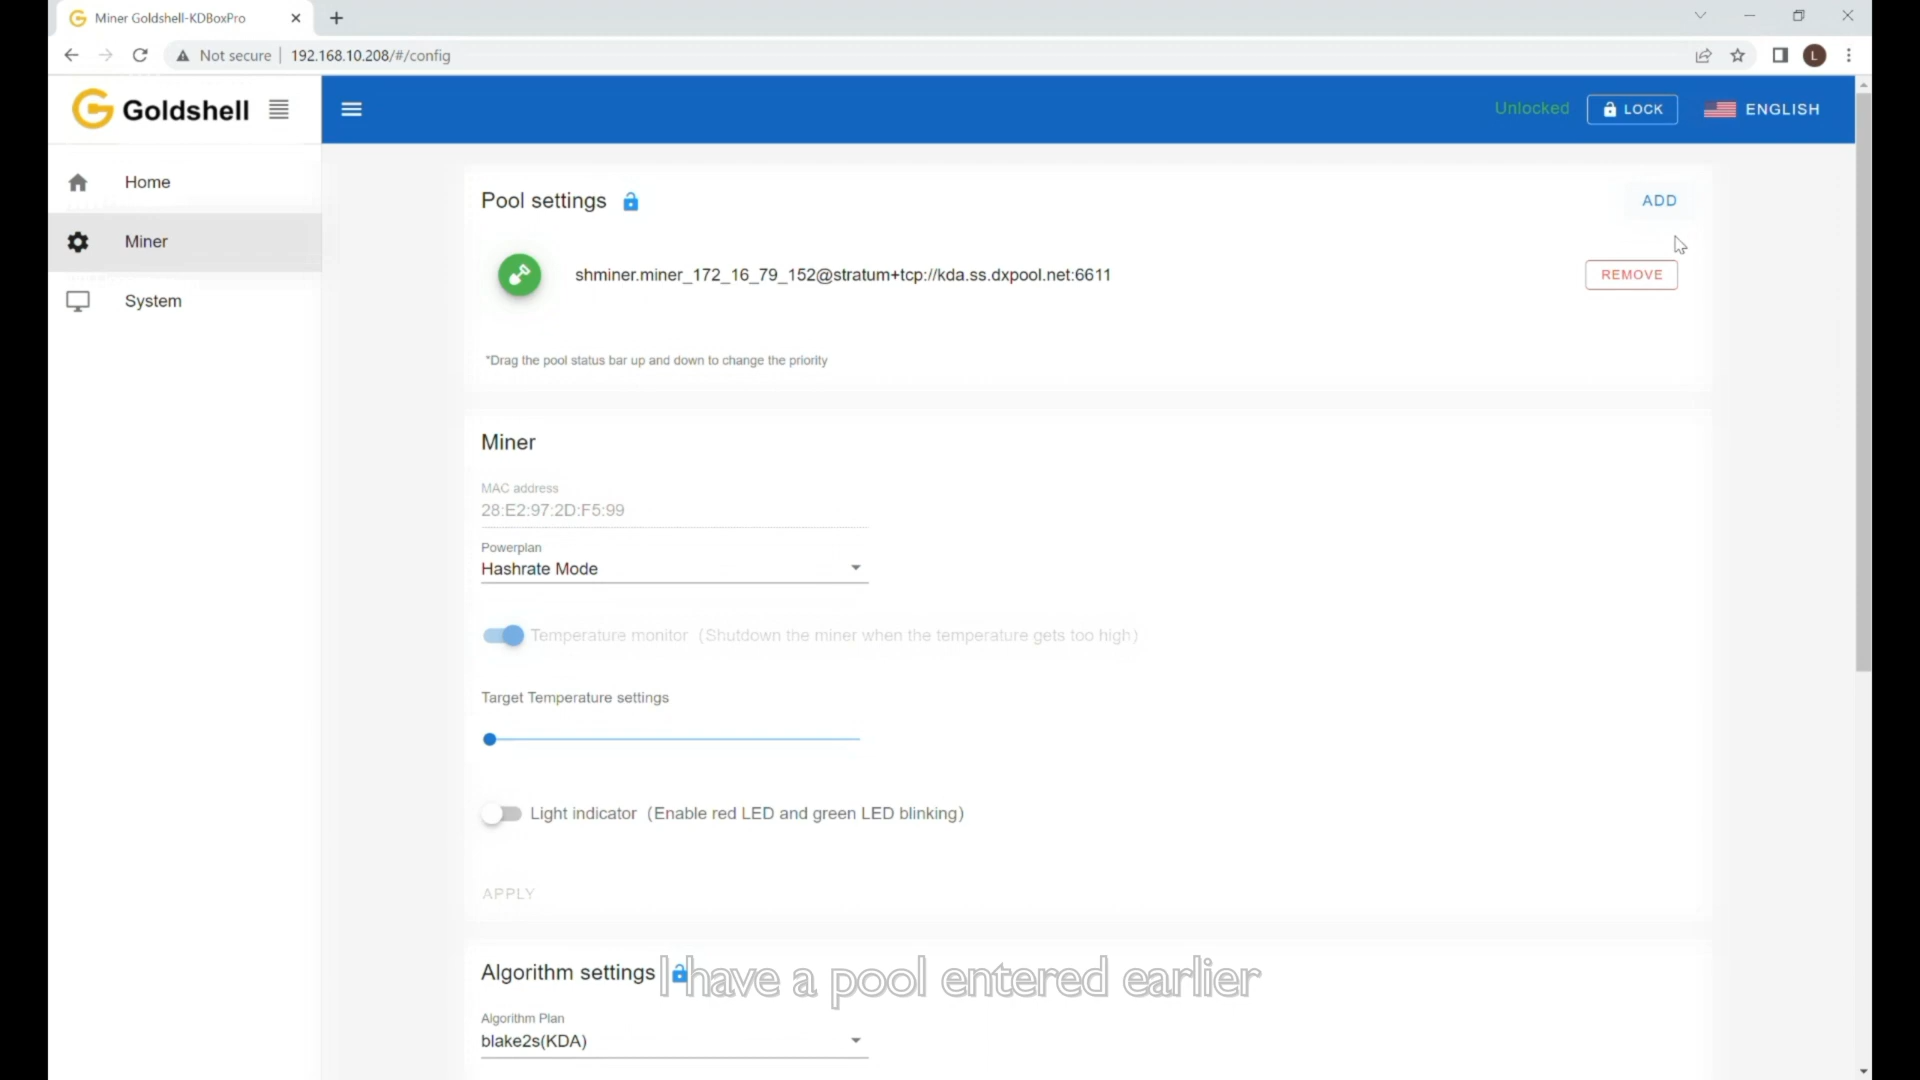 Miner Goldshell-KDBoxPro
Not secure
192.168.10.208/#/config
L
Goldshell
Unlocked
LOCK
ENGLISH
Home
Miner
System
Pool settings
ADD
shminer.miner_172_16_79_152@stratum+tcp://kda.ss.dxpool.net:6611
REMOVE
*Drag the pool status bar up and down to change the priority
Miner
MAC address
28:E2:97:2D:F5:99
Powerplan
Hashrate Mode
Temperature monitor（Shutdown the miner when the temperature gets too high）
Target Temperature settings
Light indicator（Enable red LED and green LED blinking）
APPLY
Algorithm settings
I have a pool entered earlier
Algorithm Plan
blake2s(KDA)